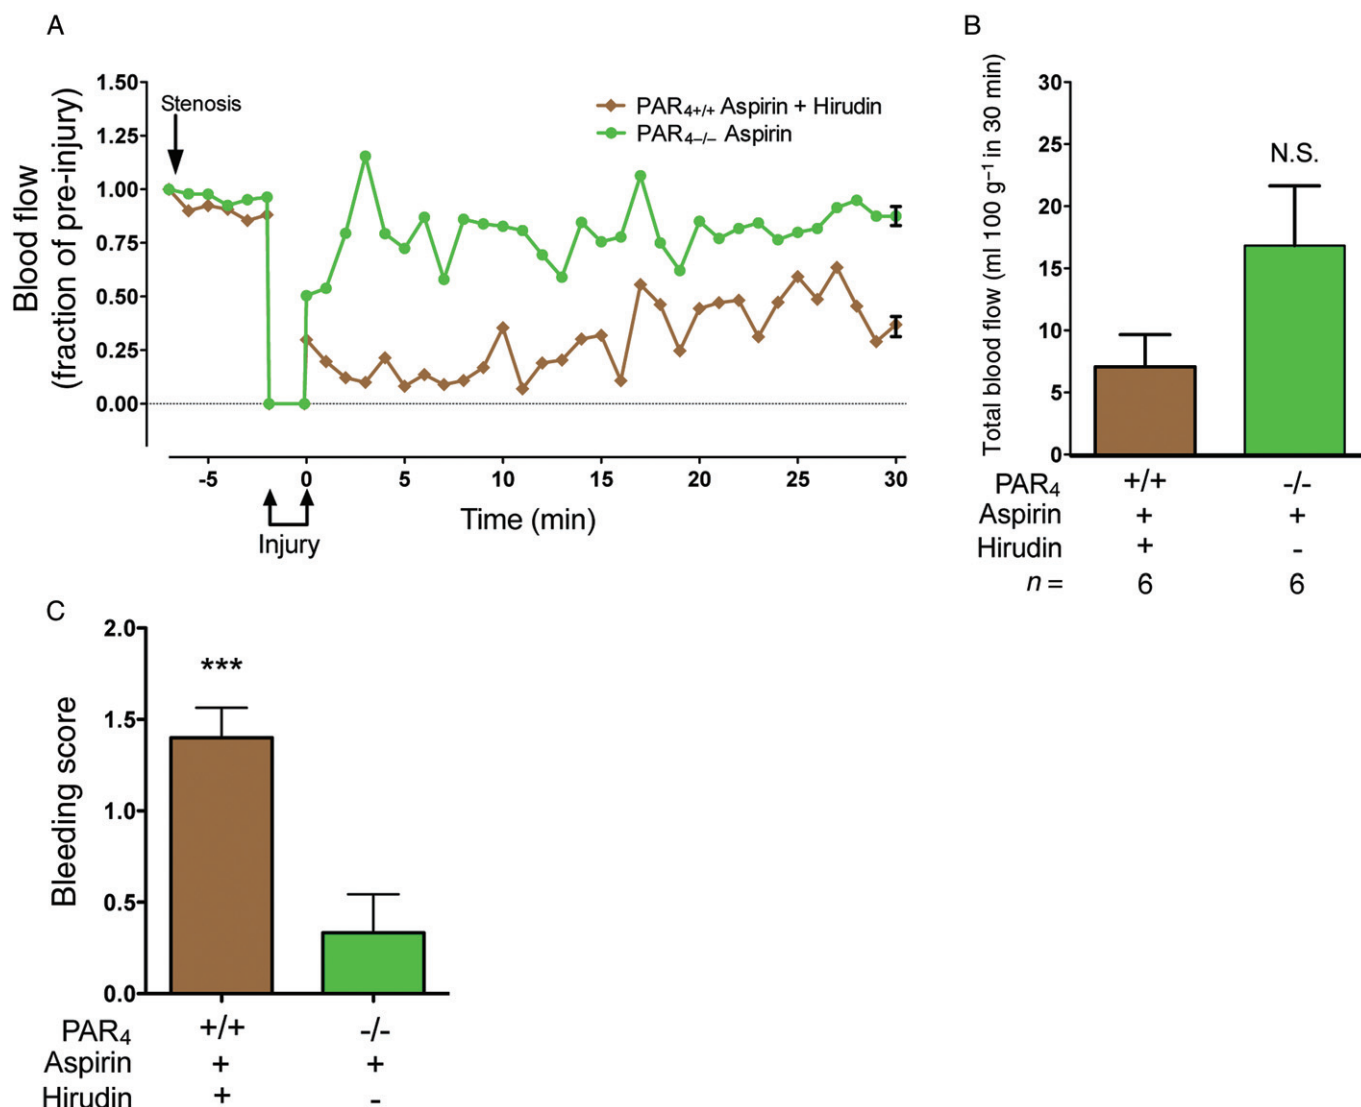 A
Blood flow
(fraction of pre-injury)
1.50
1.25
1.00
0.75
0.50
0.25
0.00
Stenosis
PAR4+/+ Aspirin + Hirudin
PAR4–/– Aspirin
-5 0 5 10 15 20 25 30
Time (min)
Injury
B
Total blood flow (ml 100 g⁻¹ in 30 min)
30
25
20
15
10
5
0
N.S.
PAR4 +/+ -/-
Aspirin + +
Hirudin + -
n = 6 6
C
Bleeding score
2.0
1.5
1.0
0.5
0.0
***
PAR4 +/+ -/-
Aspirin + +
Hirudin + -